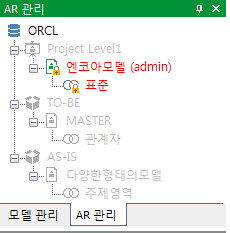 AR 관리
ORCL
Project Level1
엔코아모델 (admin)
표준
TO-BE
MASTER
관계자
AS-IS
다양한형태의모델
주제영역
모델 관리
AR 관리